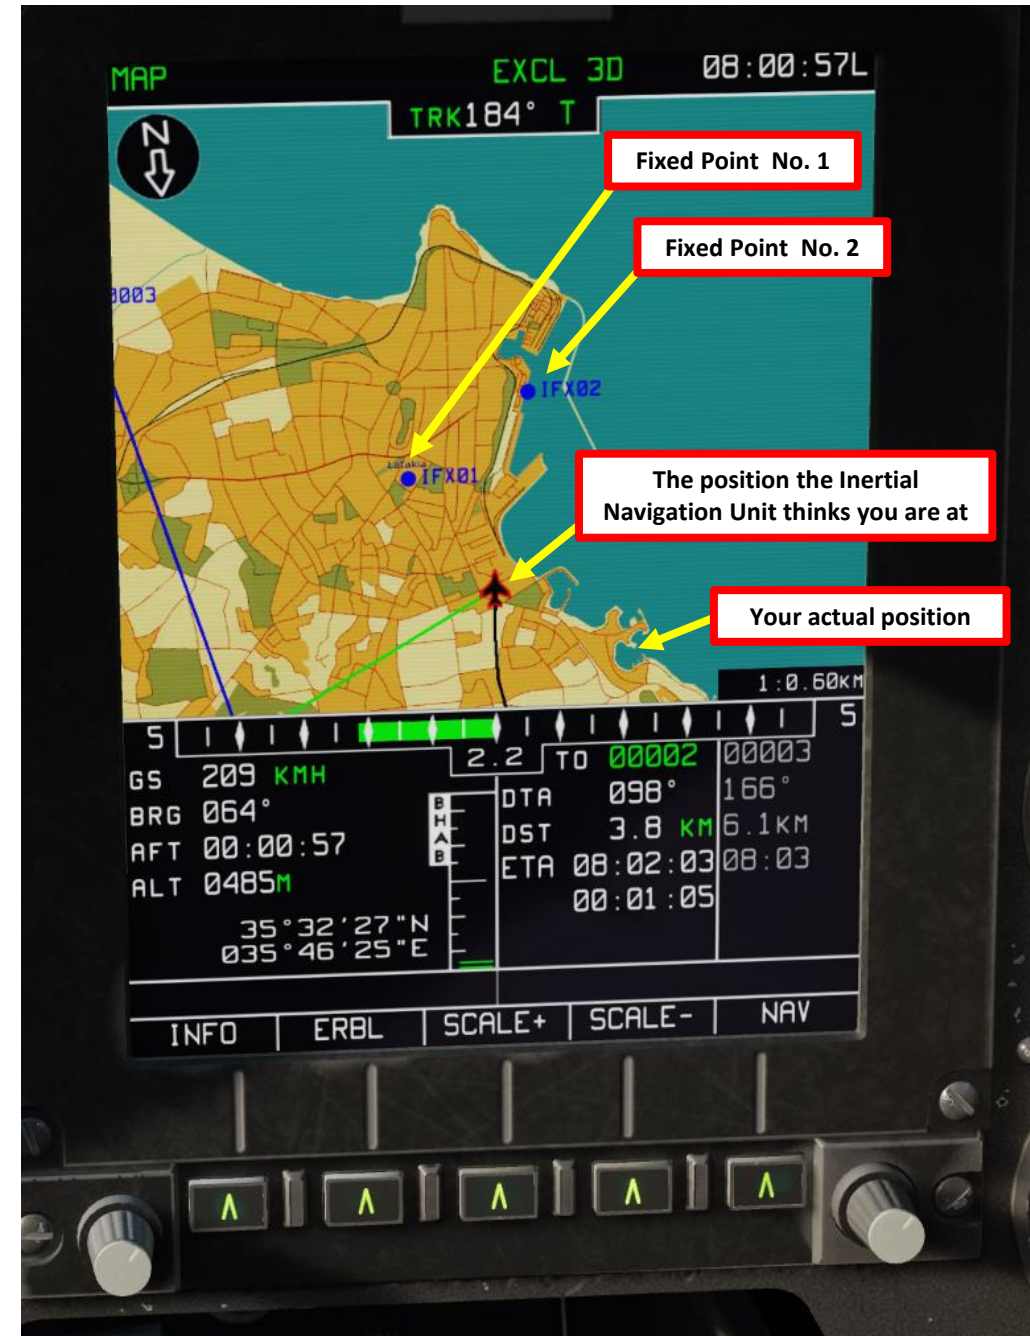 MAP
EXCL 3D
08:00:57L
TRK184° T
N
Fixed Point No. 1
Fixed Point No. 2
0003
IFX02
Latakia
IFX01
The position the Inertial
Navigation Unit thinks you are at
Your actual position
1:0.60KM
5
5
2.2
GS 209 KMH
BRG 064°
AFT 00:00:57
ALT 0485M
35°32'27"N
035°46'25"E
B
H
A
B
TO 00002
DTA 098°
DST 3.8 KM
ETA 08:02:03
00:01:05
00003
166°
6.1KM
08:03
INFO
ERBL
SCALE+
SCALE-
NAV